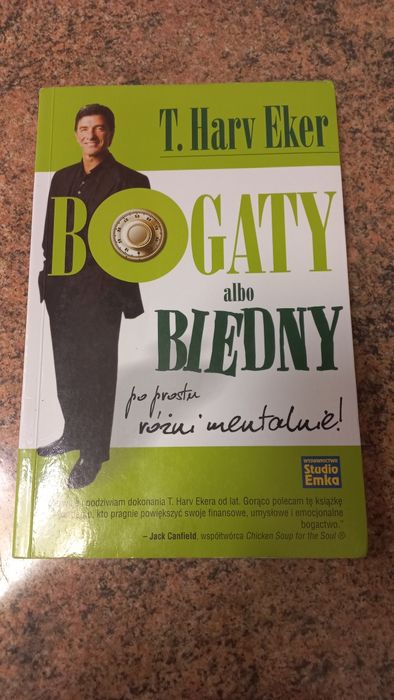 T. Harv Eker
BOGATY
albo
BIEDNY
po prostu
różni mentalnie!
WYDAWNICTWO
Studio
Emka
i podziwiam dokonania T. Harv Ekera od lat. Gorąco polecam tę książkę
kto pragnie powiększyć swoje finansowe, umysłowe i emocjonalne
bogactwo."
– Jack Canfield, współtwórca Chicken Soup for the Soul ®